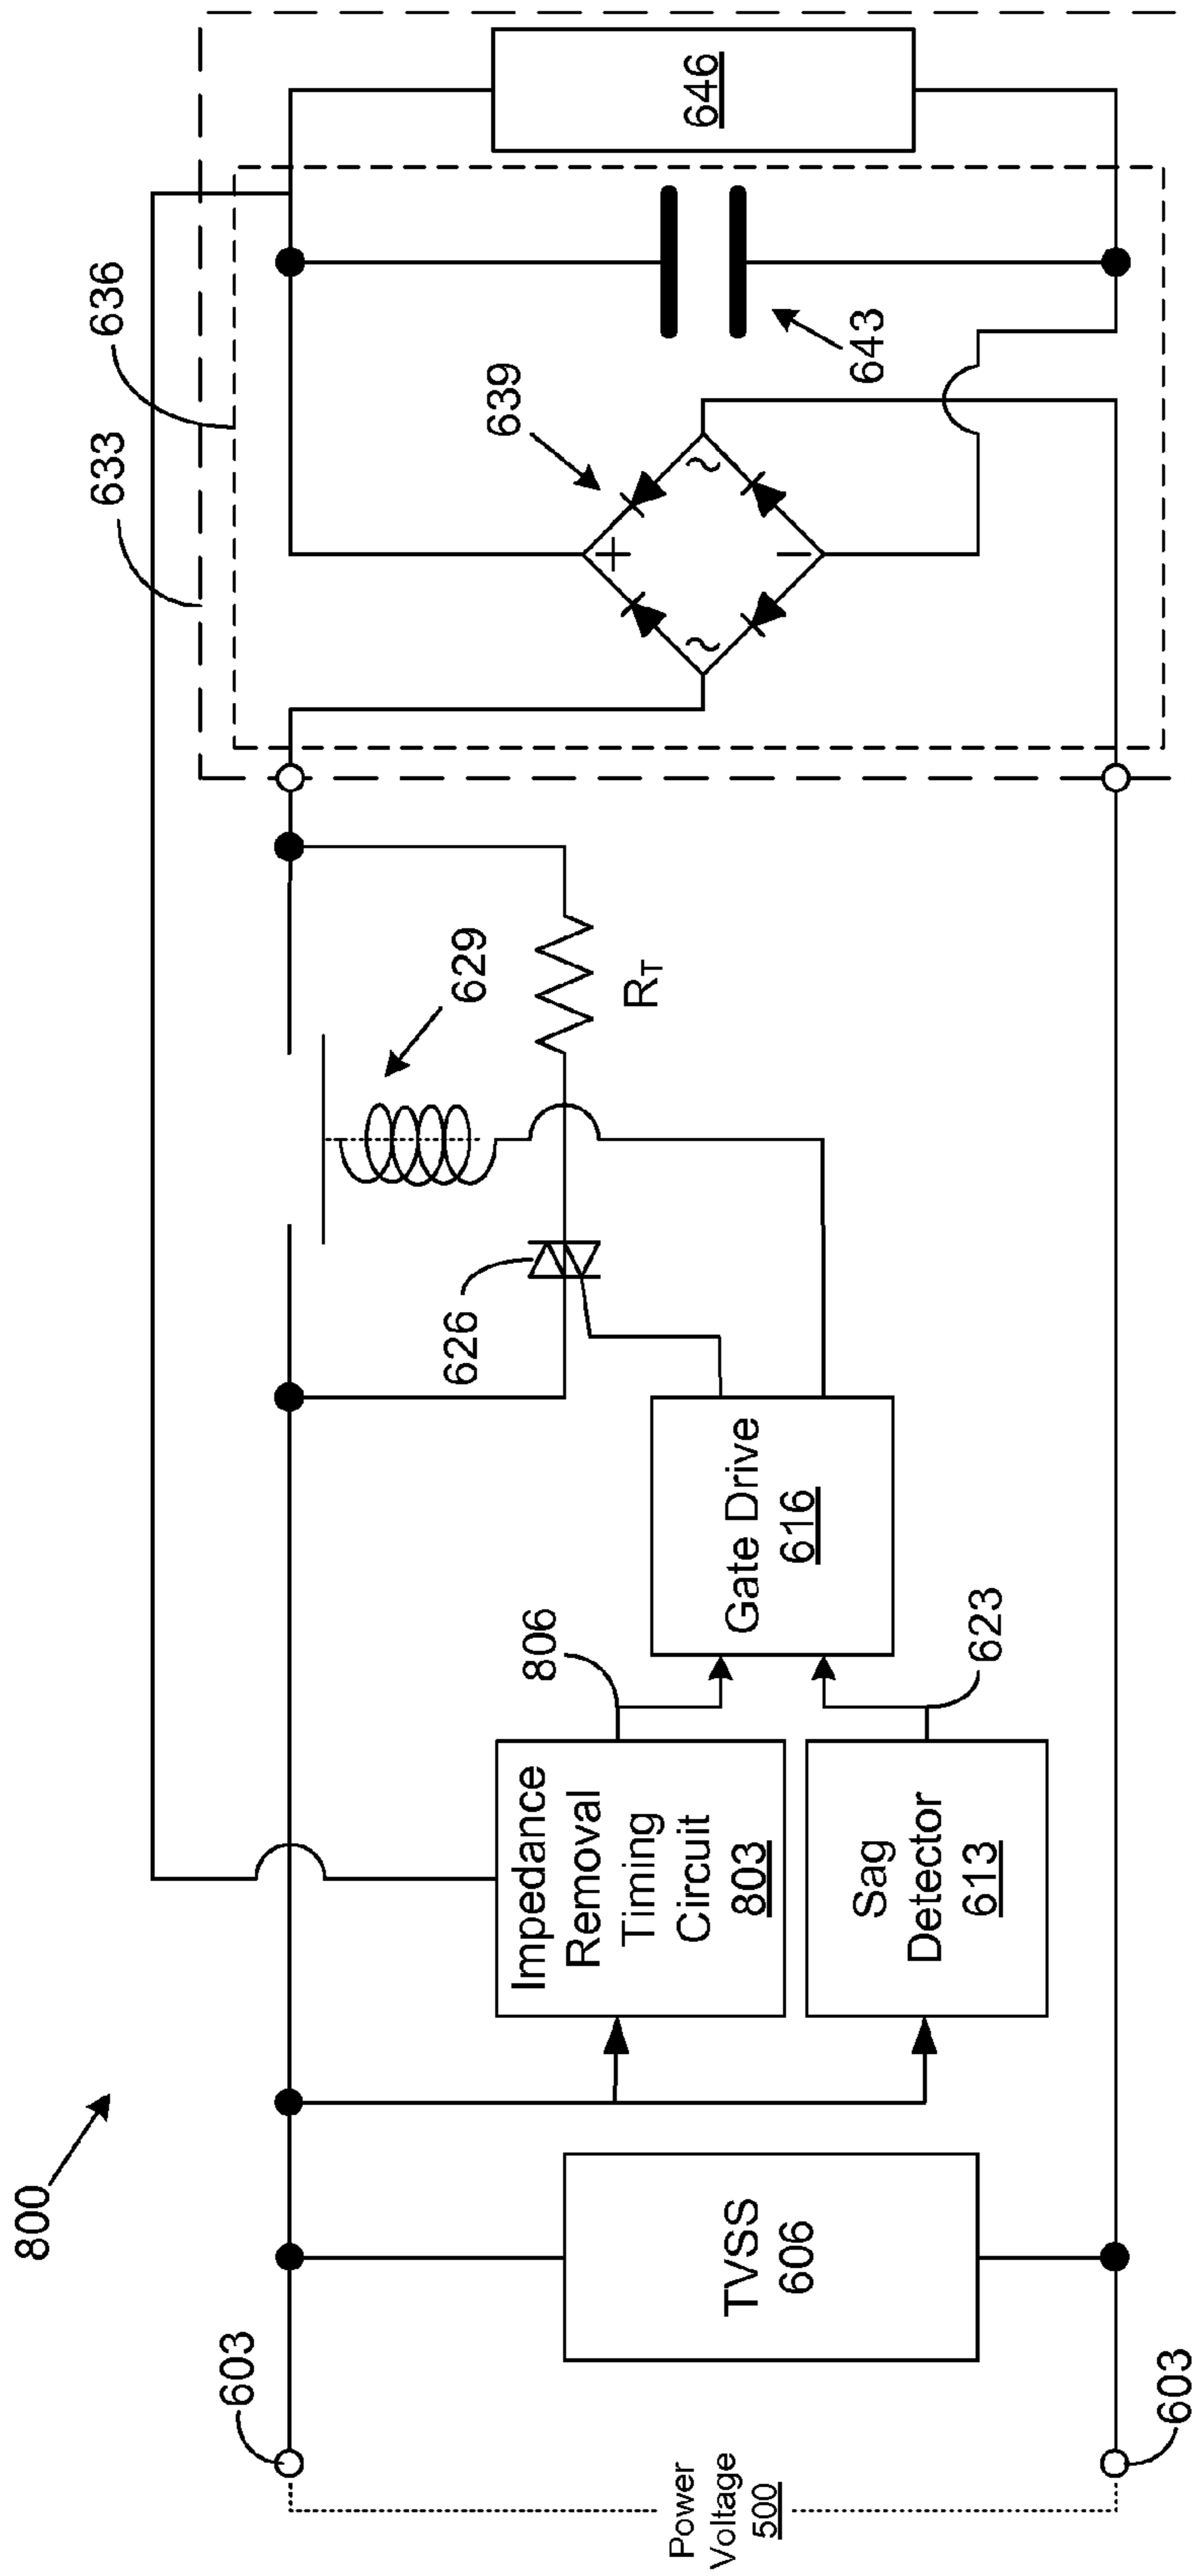 800
603
Power
Voltage
500
603
TVSS
606
Impedance
Removal
Timing
Circuit
803
Sag
Detector
613
806
623
Gate Drive
616
626
629
R_T
633
636
639
~
+
−
~
643
646